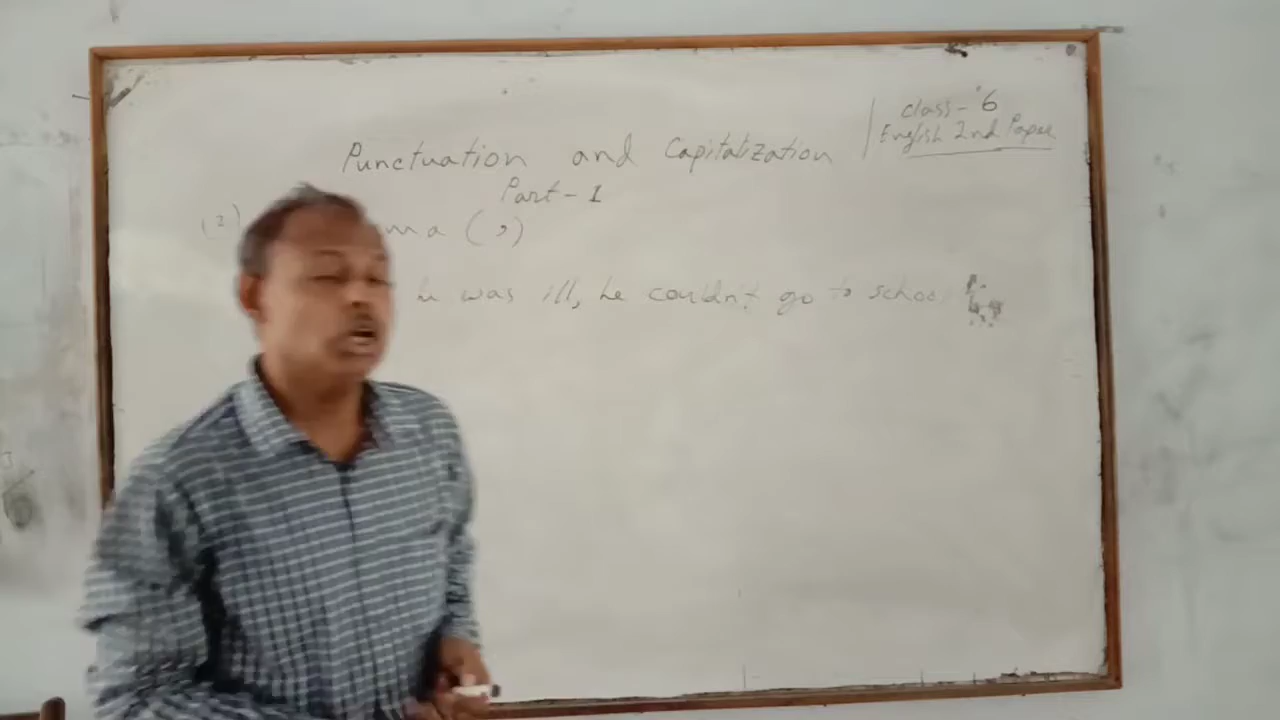 class - 6
English 2nd Paper
Punctuation and Capitalization
Part - 1
(2) ma (,)
he was ill, he couldn't go to school